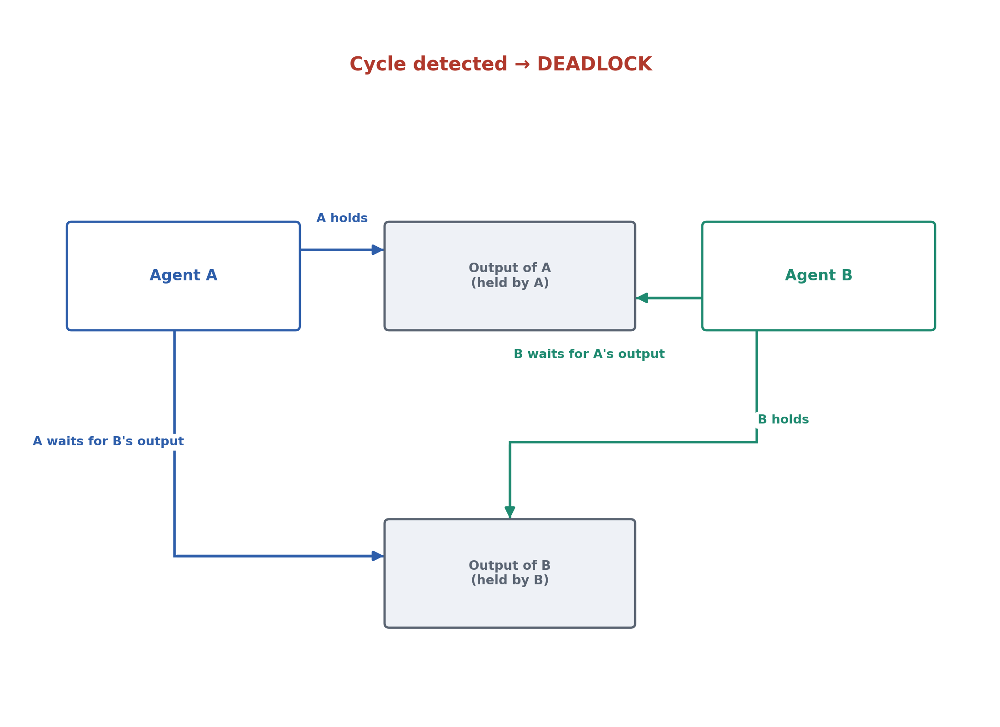 Cycle detected → DEADLOCK
A holds
Agent A
Output of A
(held by A)
Agent B
B waits for A's output
B holds
A waits for B's output
Output of B
(held by B)